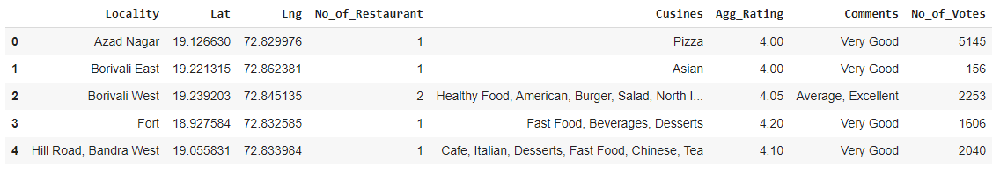 Locality Lat Lng No_of_Restaurant Cusines Agg_Rating Comments No_of_Votes
0 Azad Nagar 19.126630 72.829976 1 Pizza 4.00 Very Good 5145
1 Borivali East 19.221315 72.862381 1 Asian 4.00 Very Good 156
2 Borivali West 19.239203 72.845135 2 Healthy Food, American, Burger, Salad, North I... 4.05 Average, Excellent 2253
3 Fort 18.927584 72.832585 1 Fast Food, Beverages, Desserts 4.20 Very Good 1606
4 Hill Road, Bandra West 19.055831 72.833984 1 Cafe, Italian, Desserts, Fast Food, Chinese, Tea 4.10 Very Good 2040